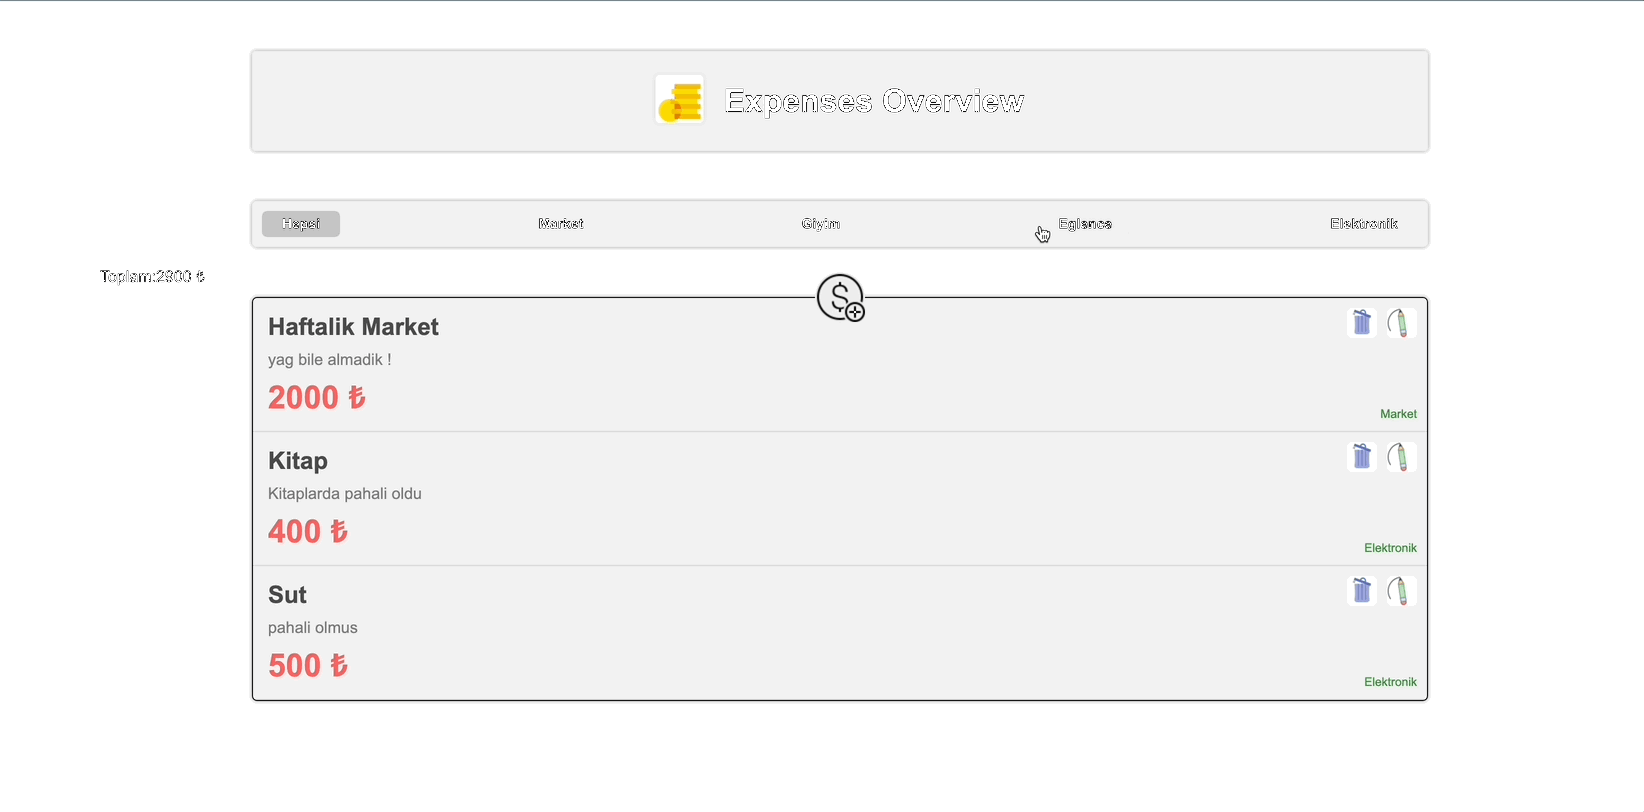 Expenses Overview
Hepsi Market Giyim Eglence Elektronik
Toplam:2900 ₺
Haftalik Market
yag bile almadik !
2000 ₺
Market
Kitap
Kitaplarda pahali oldu
400 ₺
Elektronik
Sut
pahali olmus
500 ₺
Elektronik